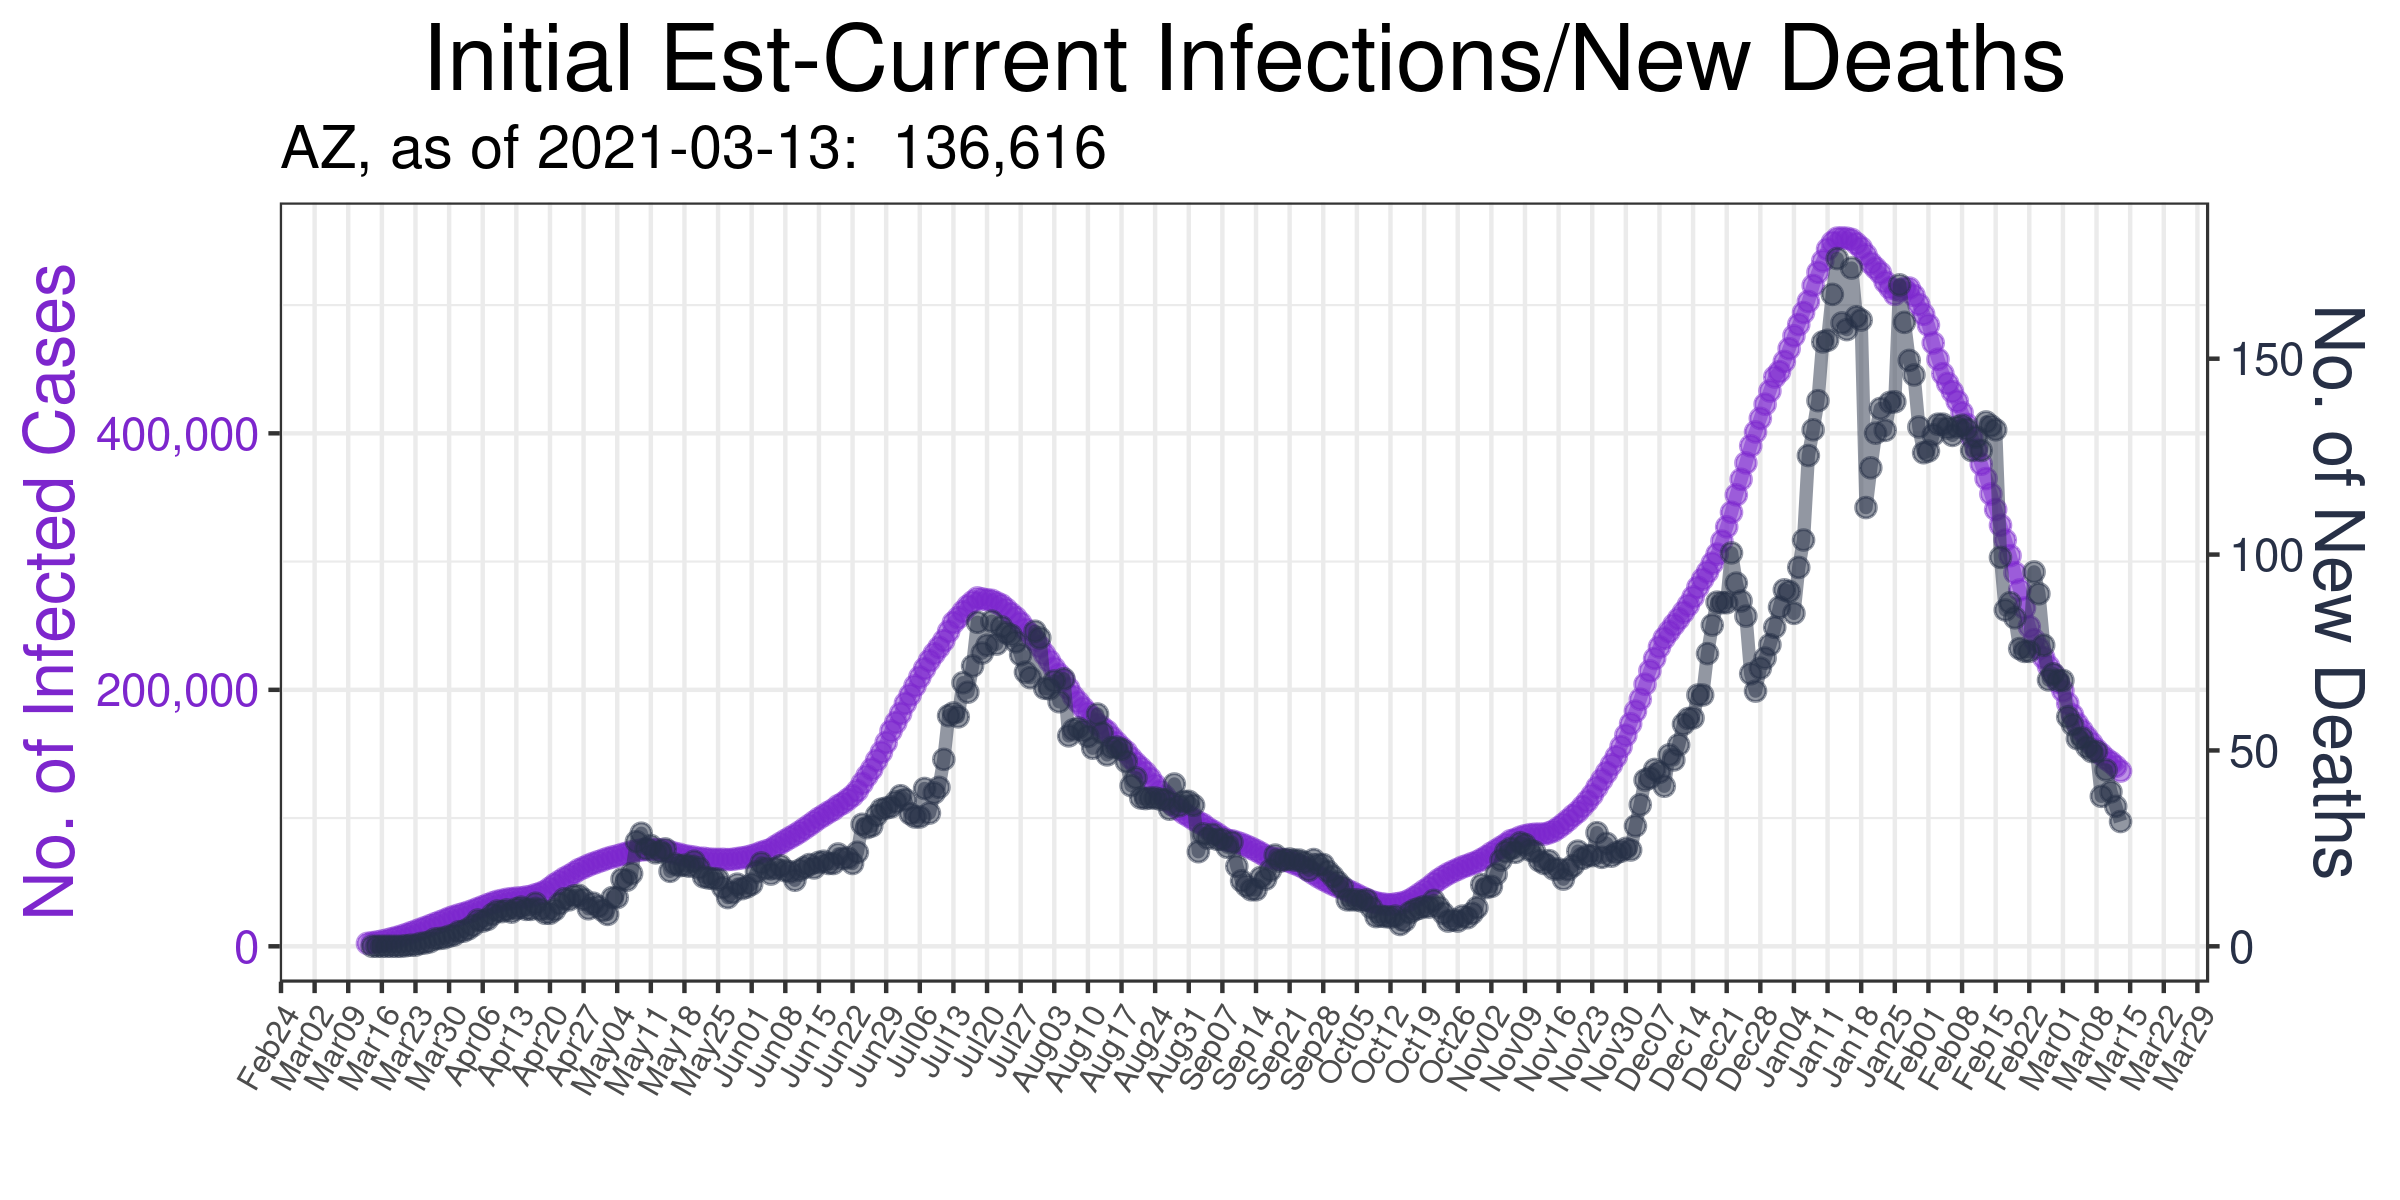 Initial Est-Current Infections/New Deaths
AZ, as of 2021-03-13:  136,616
No. of Infected Cases
400,000
200,000
0
150
100
50
0
No. of New Deaths
Feb24
Mar02
Mar09
Mar16
Mar23
Mar30
Apr06
Apr13
Apr20
Apr27
May04
May11
May18
May25
Jun01
Jun08
Jun15
Jun22
Jun29
Jul06
Jul13
Jul20
Jul27
Aug03
Aug10
Aug17
Aug24
Aug31
Sep07
Sep14
Sep21
Sep28
Oct05
Oct12
Oct19
Oct26
Nov02
Nov09
Nov16
Nov23
Nov30
Dec07
Dec14
Dec21
Dec28
Jan04
Jan11
Jan18
Jan25
Feb01
Feb08
Feb15
Feb22
Mar01
Mar08
Mar15
Mar22
Mar29